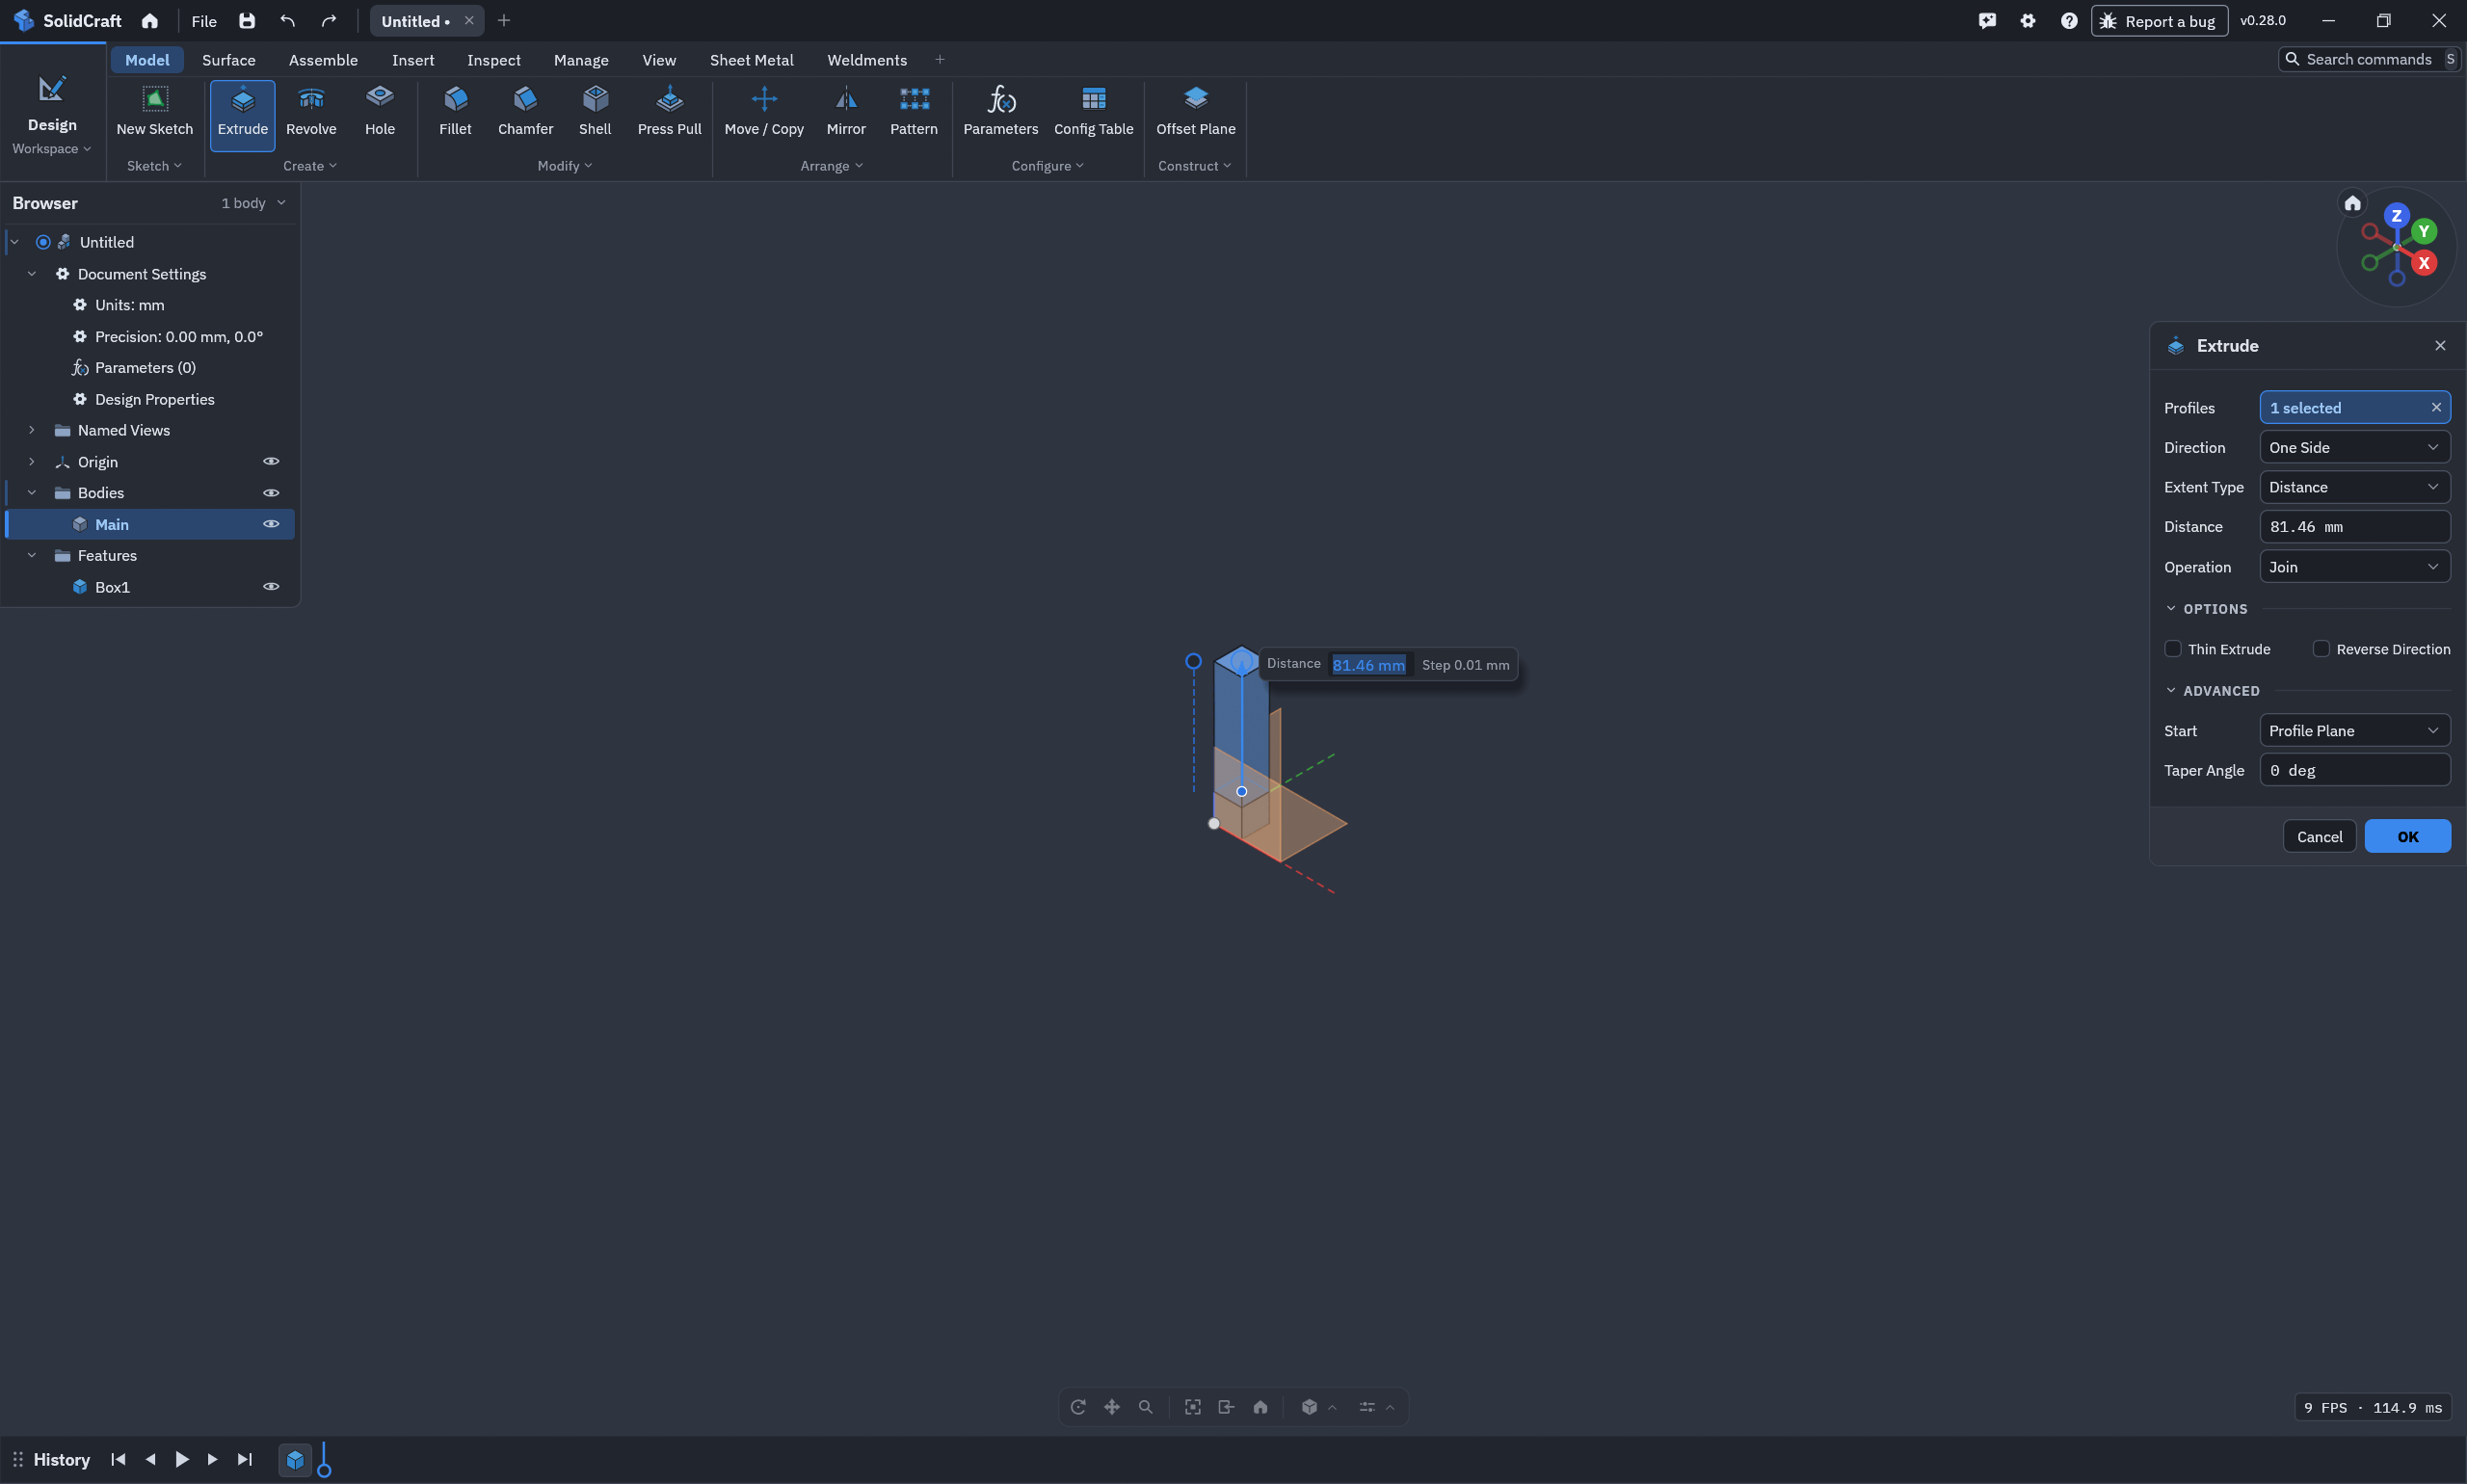 SolidCraft File Untitled • Report a bug v0.28.0
Model Surface Assemble Insert Inspect Manage View Sheet Metal Weldments Search commands S
Design
Workspace
New Sketch Extrude Revolve Hole Fillet Chamfer Shell Press Pull Move / Copy Mirror Pattern Parameters Config Table Offset Plane
Sketch Create Modify Arrange Configure Construct
Browser 1 body
Untitled
Document Settings
Units: mm
Precision: 0.00 mm, 0.0°
Parameters (0)
Design Properties
Named Views
Origin
Bodies
Main
Features
Box1
Z
Y
X
Extrude
Profiles 1 selected
Direction One Side
Extent Type Distance
Distance 81.46 mm
Operation Join
OPTIONS
Thin Extrude Reverse Direction
ADVANCED
Start Profile Plane
Taper Angle 0 deg
Cancel OK
Distance 81.46 mm Step 0.01 mm
9 FPS · 114.9 ms
History